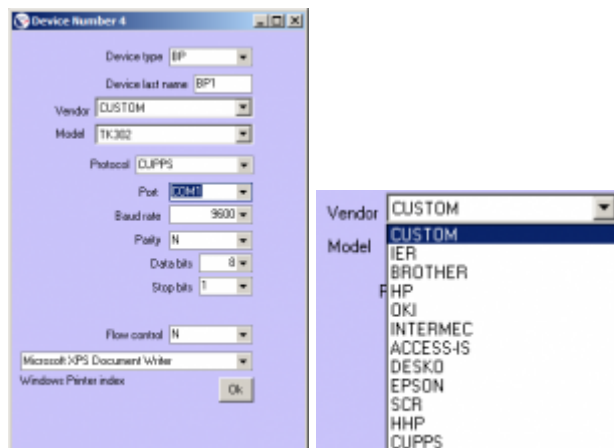 Device Number 4
Device type BP
Device last name BP1
Vendor CUSTOM
Model TK302
Protocol CUPPS
Port COM1
Baud rate 9600
Parity N
Data bits 8
Stop bits 1
Flow control N
Microsoft XPS Document Writer
Windows Printer index
Ok
Vendor CUSTOM
Model
CUSTOM
IER
BROTHER
HP
OKI
INTERMEC
ACCESS-IS
DESKO
EPSON
SCR
HHP
CUPPS